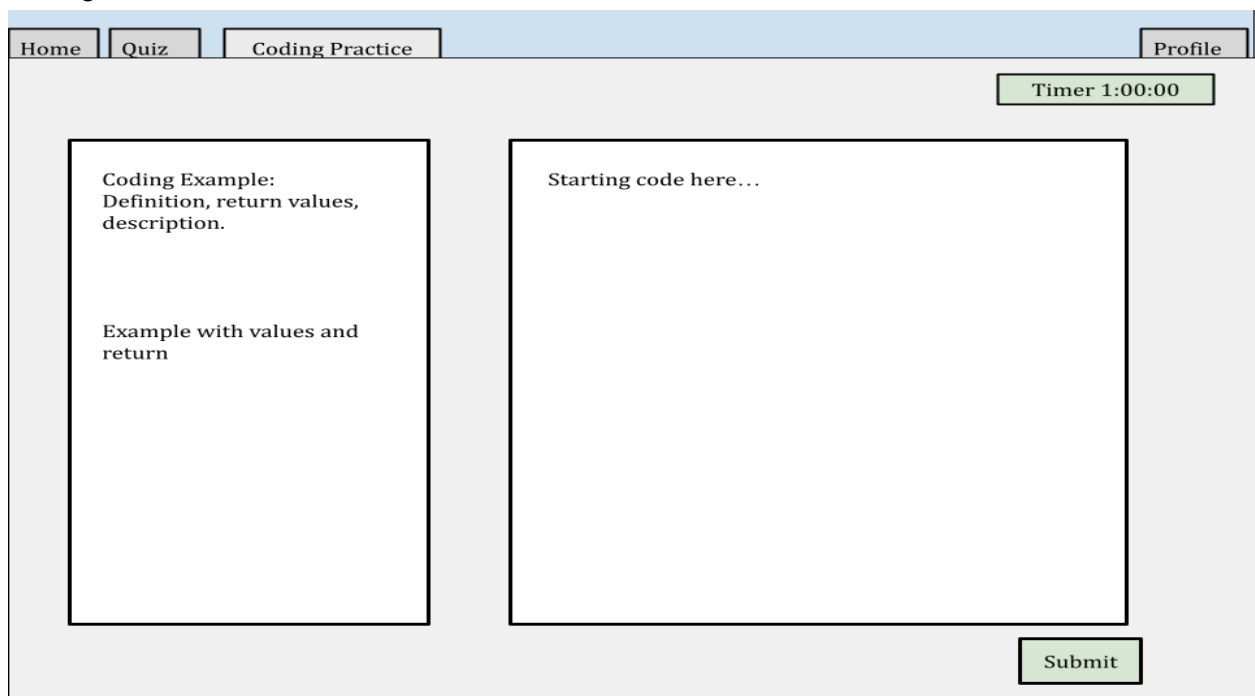 Home Quiz Coding Practice Profile
Timer 1:00:00
Coding Example:
Definition, return values,
description.
Example with values and
return
Starting code here...
Submit